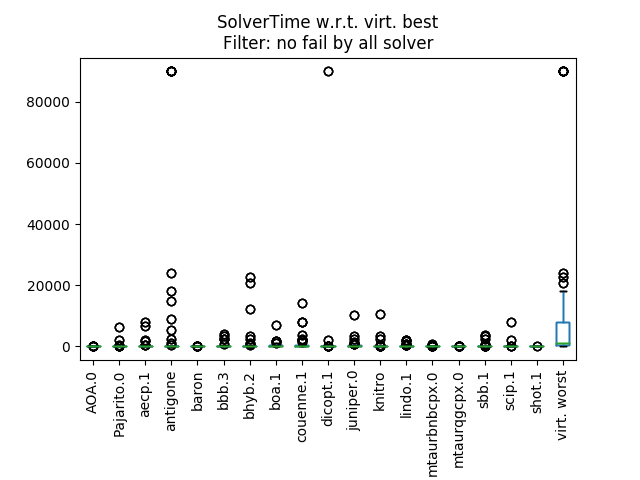 SolverTime w.r.t. virt. best
Filter: no fail by all solver
80000
60000
40000
20000
0
AOA.0
Pajarito.0
aecp.1
antigone
baron
bbb.3
bhyb.2
boa.1
couenne.1
dicopt.1
juniper.0
knitro
lindo.1
mtaurbnbcpx.0
mtaurqgcpx.0
sbb.1
scip.1
shot.1
virt. worst